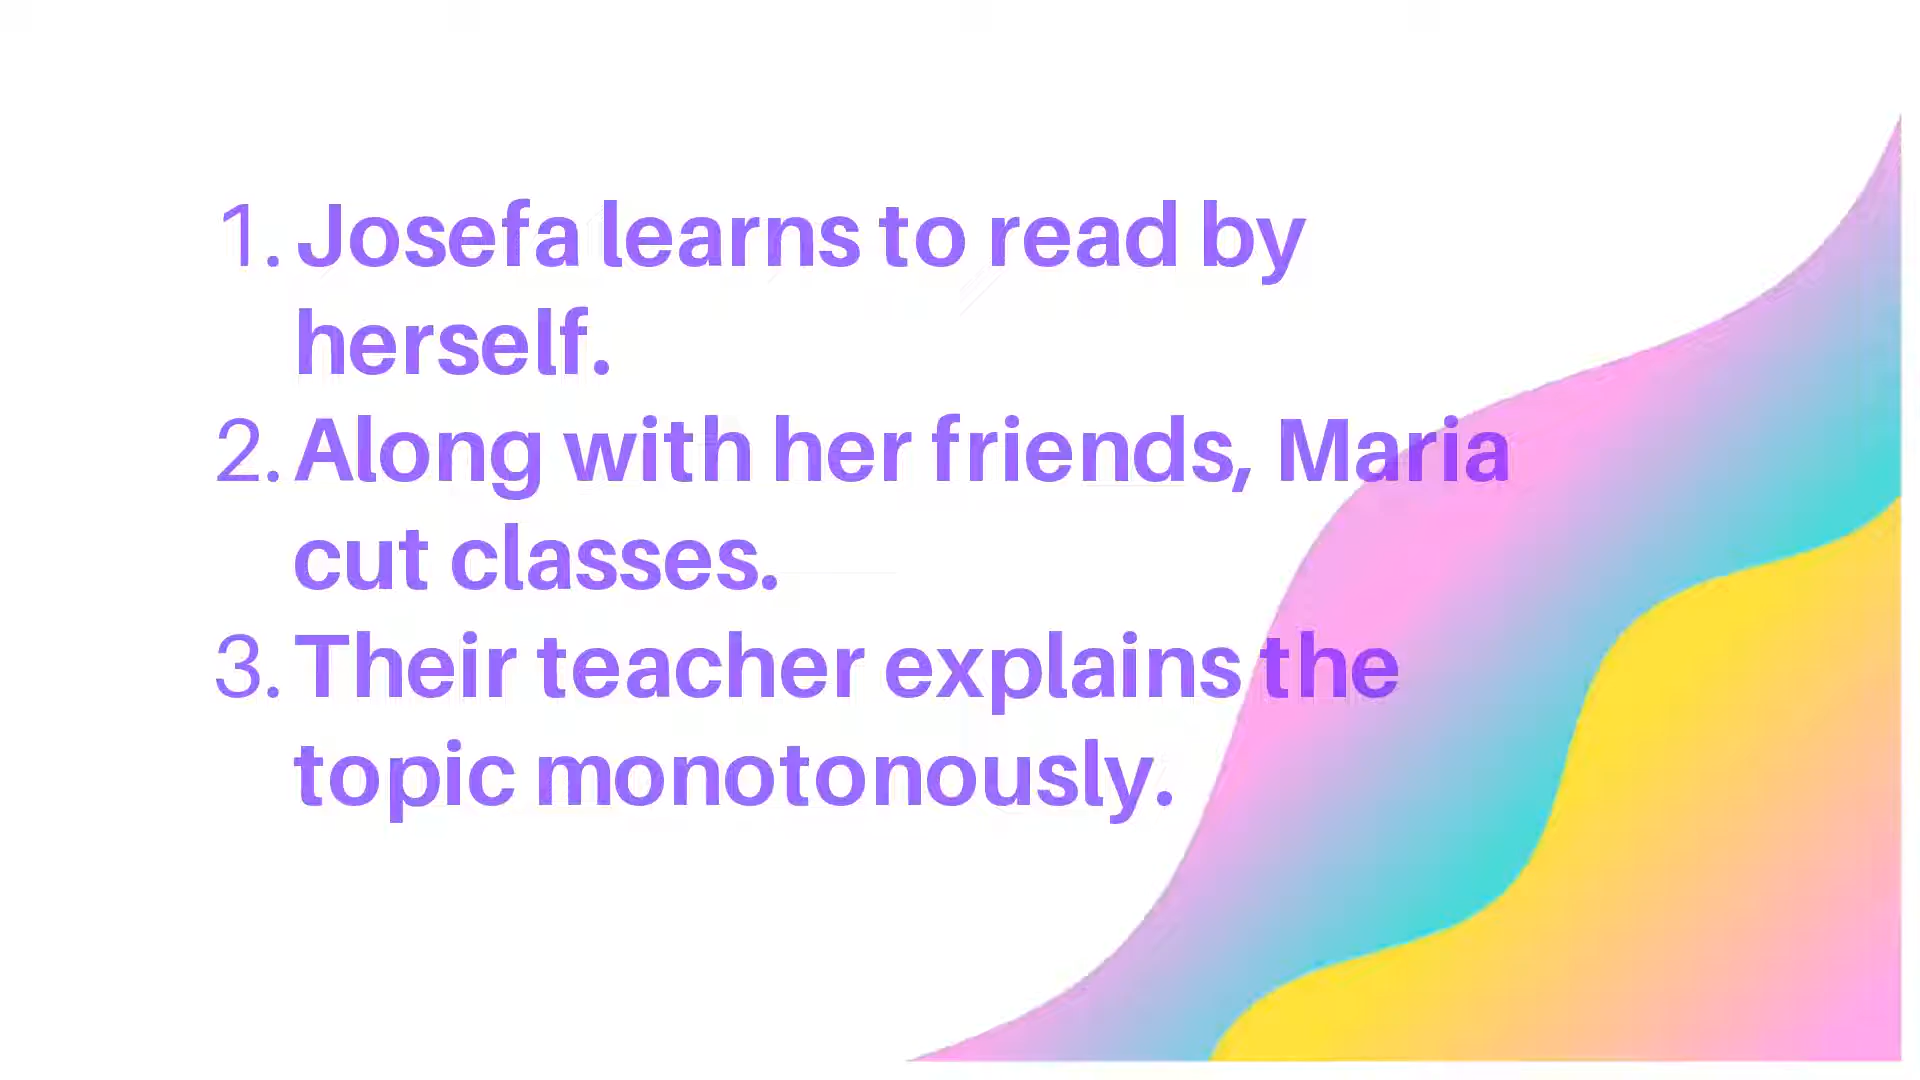 1. Josefa learns to read by
herself.
2. Along with her friends, Maria
cut classes.
3. Their teacher explains the
topic monotonously.